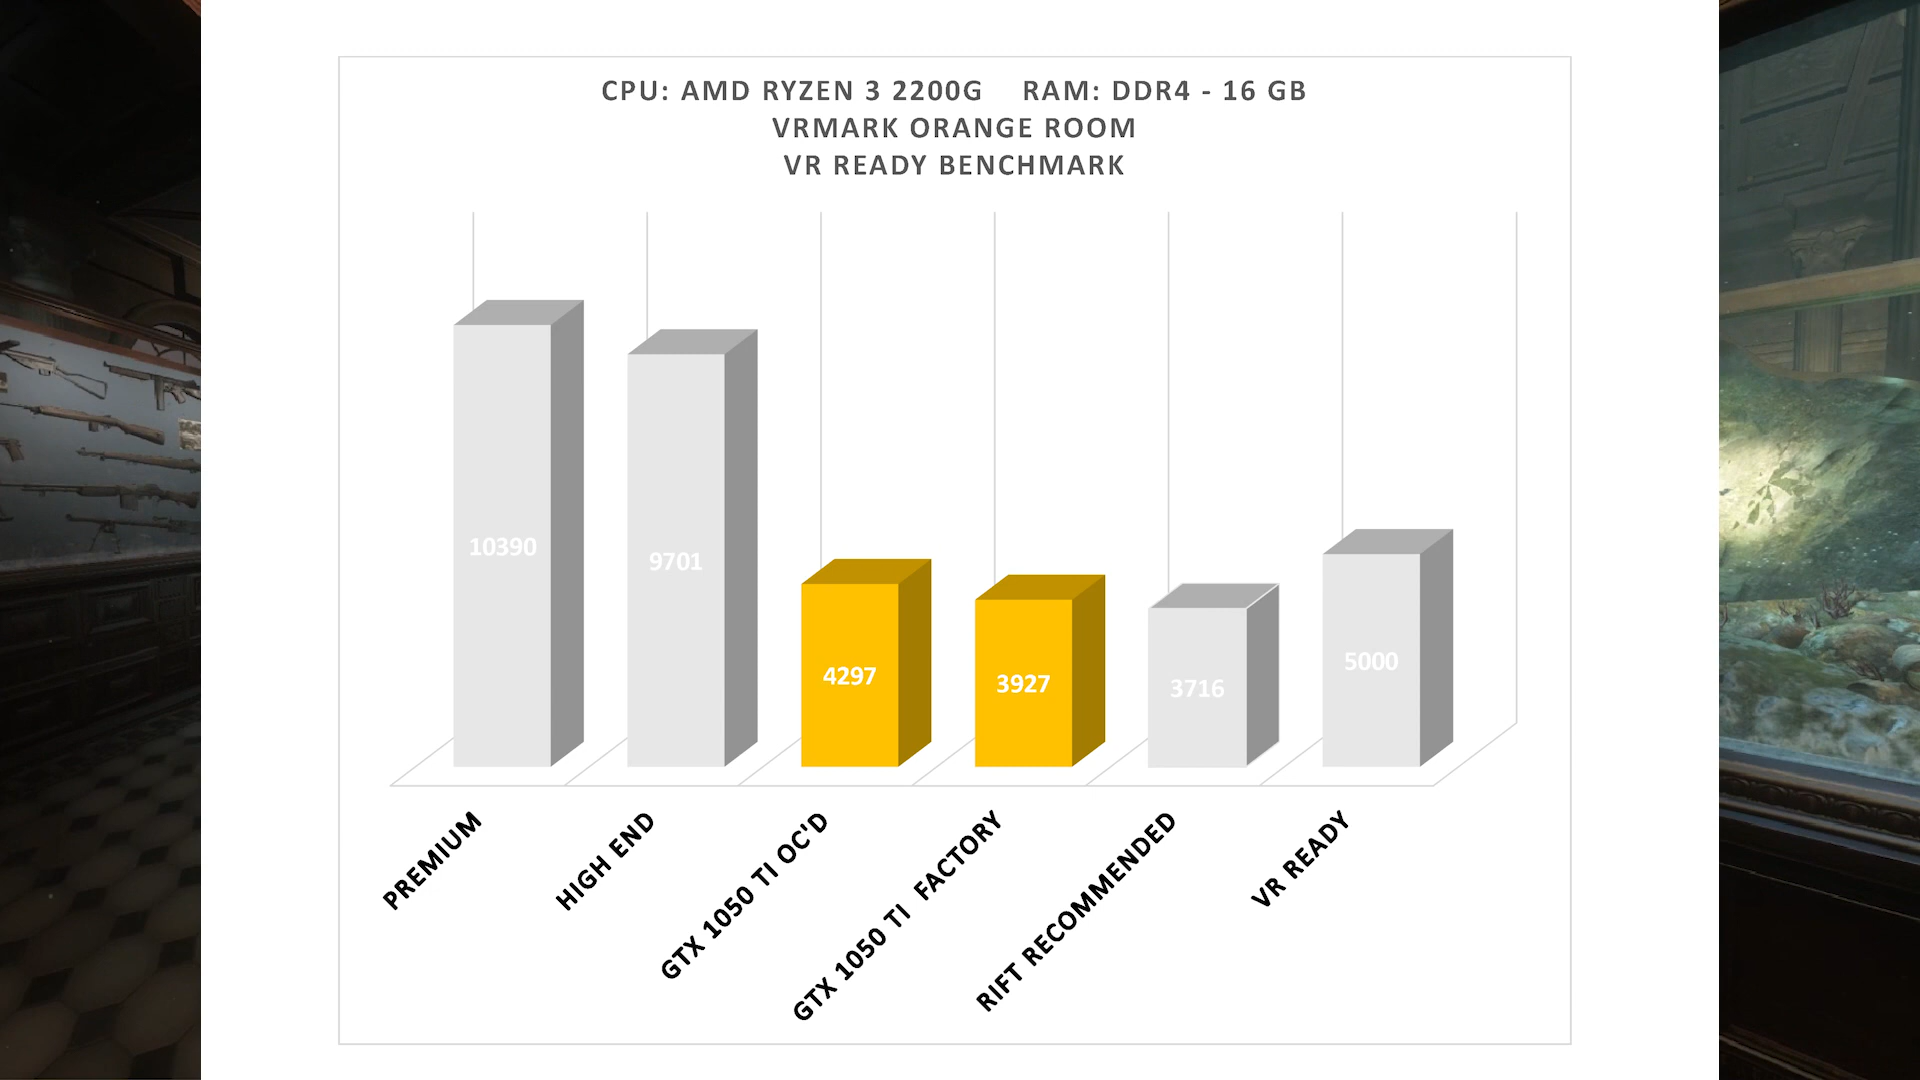 CPU: AMD RYZEN 3 2200G RAM: DDR4 - 16 GB
VRMARK ORANGE ROOM
VR READY BENCHMARK
10390
9701
4297
3927
3716
5000
PREMIUM
HIGH END
GTX 1050 TI OC'D
GTX 1050 TI FACTORY
RIFT RECOMMENDED
VR READY